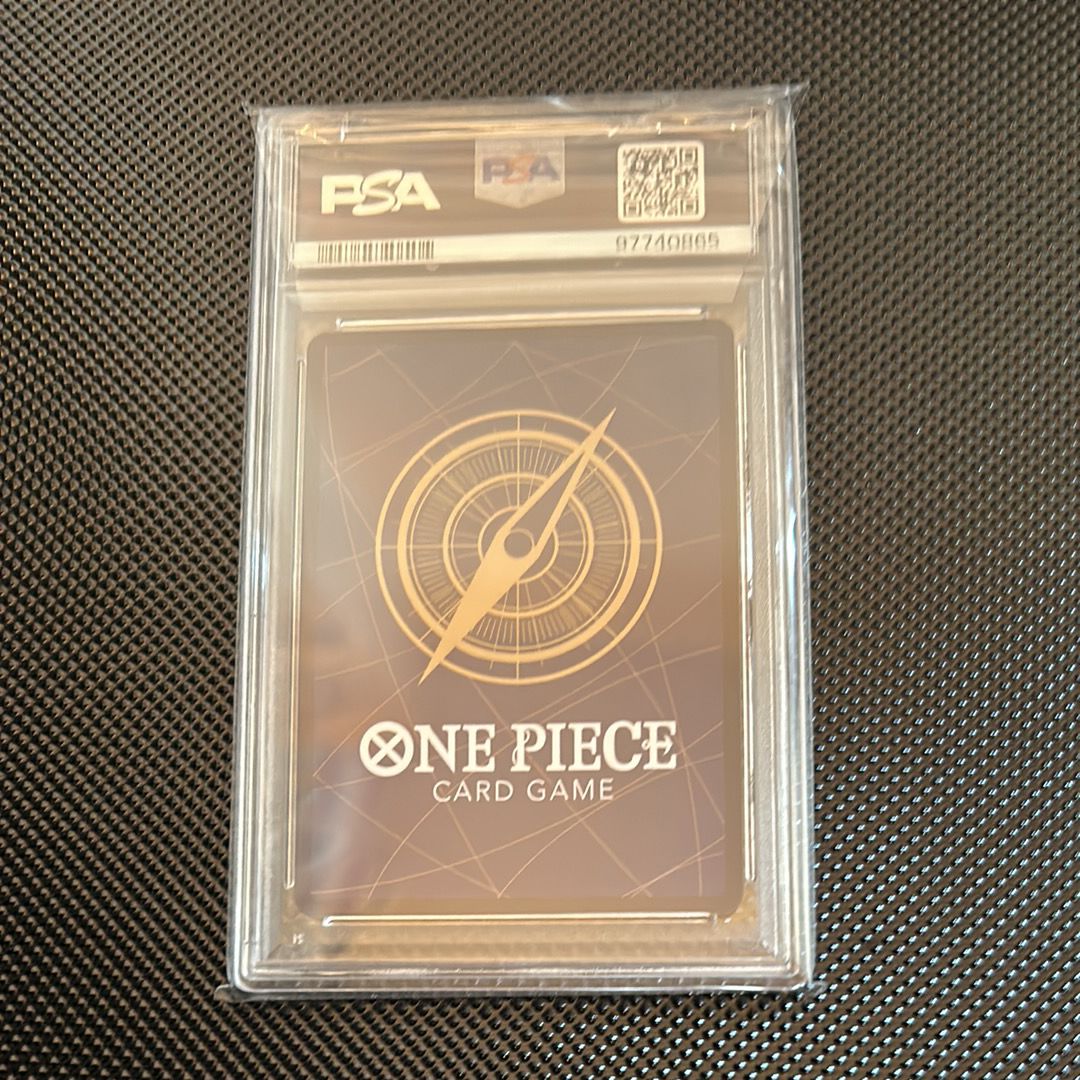 PSA
PSA
97740865
ONE PIECE
CARD GAME